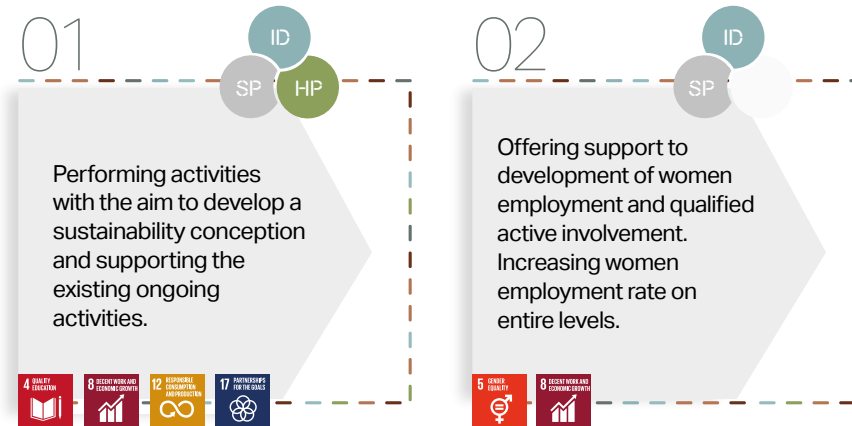 01
ID
SP
HP
Performing activities
with the aim to develop a
sustainability conception
and supporting the
existing ongoing
activities.
4 QUALITY
EDUCATION
8 DECENT WORK AND
ECONOMIC GROWTH
12 RESPONSIBLE
CONSUMPTION
AND PRODUCTION
17 PARTNERSHIPS
FOR THE GOALS
02
ID
SP
Offering support to
development of women
employment and qualified
active involvement.
Increasing women
employment rate on
entire levels.
5 GENDER
EQUALITY
8 DECENT WORK AND
ECONOMIC GROWTH